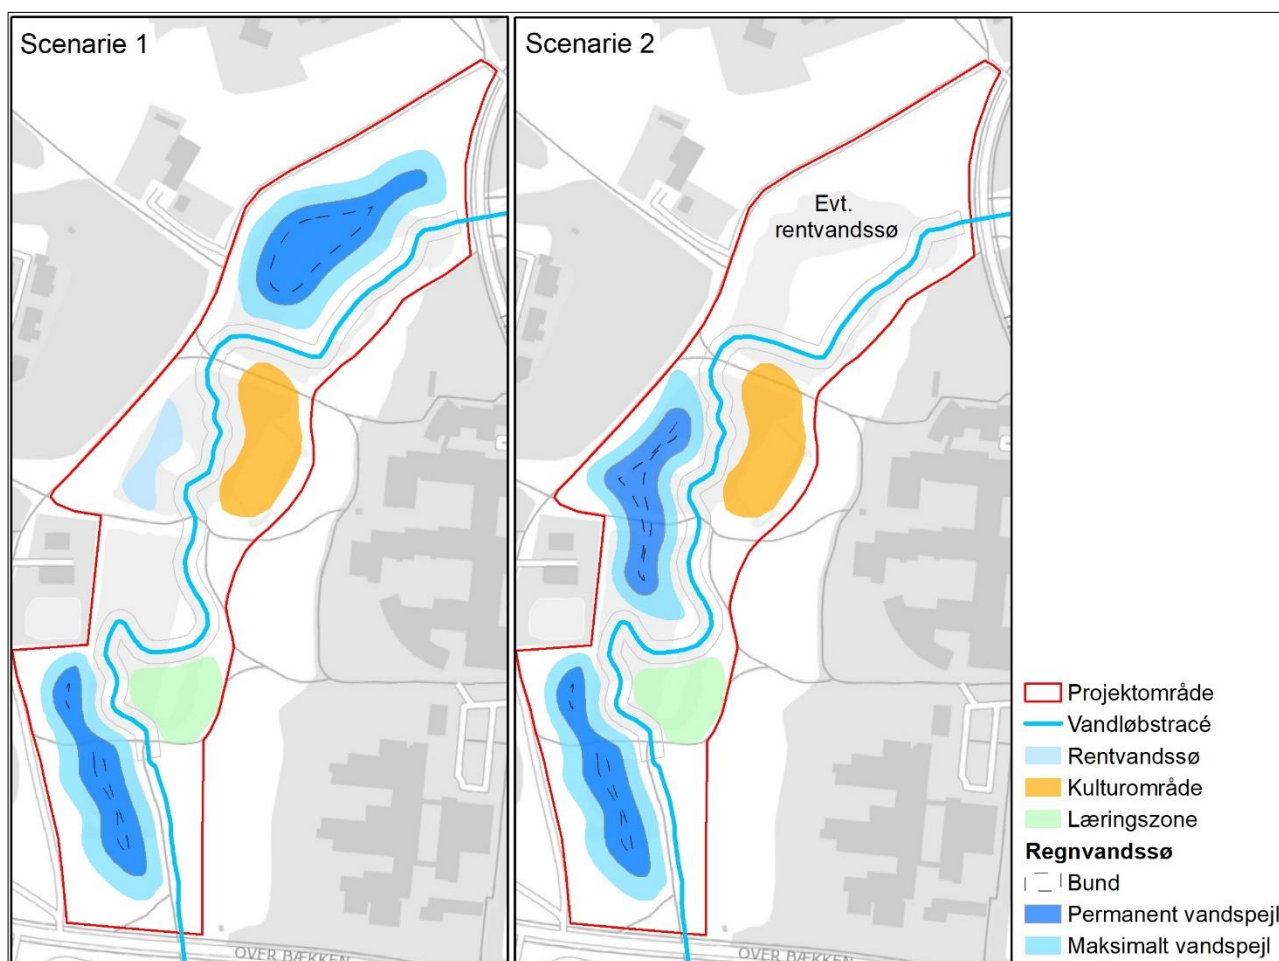 Scenarie 1
Scenarie 2
Evt.
rentvandssø
Projektområde
Vandløbstracé
Rentvandssø
Kulturområde
Læringszone
Regnvandssø
Bund
Permanent vandspejl
Maksimalt vandspejl
OVER BÆKKEN
OVER BÆKKEN